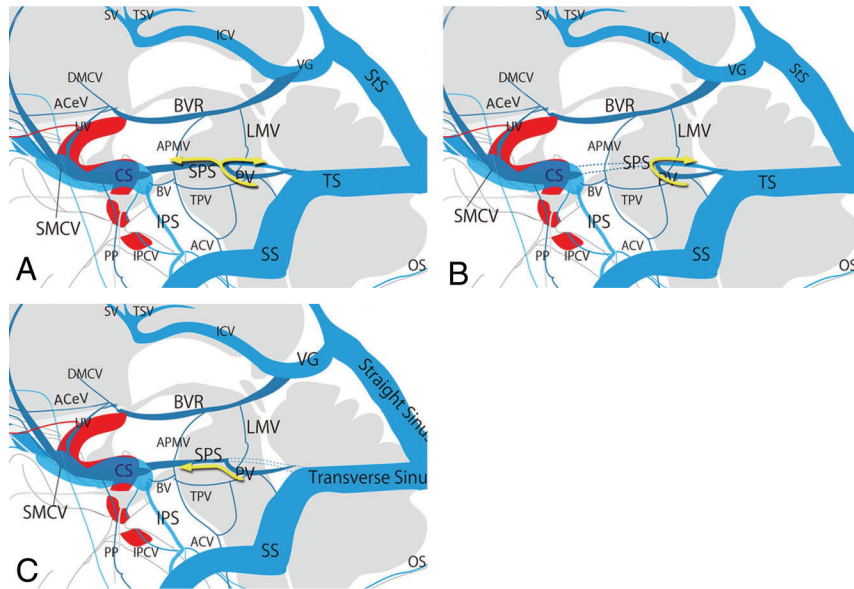 SV TSV
ICV
VG
StS
DMCV
ACeV
BVR
UV
APMV
LMV
SPS
PV
CS
BV
TPV
TS
SMCV
IPS
PP
IPCV
ACV
SS
OS
A
SV TSV
ICV
VG
StS
DMCV
ACeV
BVR
UV
APMV
LMV
SPS
PV
CS
BV
TPV
TS
SMCV
IPS
PP
IPCV
ACV
SS
OS
B
SV TSV
ICV
VG
Straight Sinus
DMCV
ACeV
BVR
UV
APMV
LMV
SPS
PV
CS
BV
TPV
Transverse Sinu
SMCV
IPS
PP
IPCV
ACV
SS
OS
C